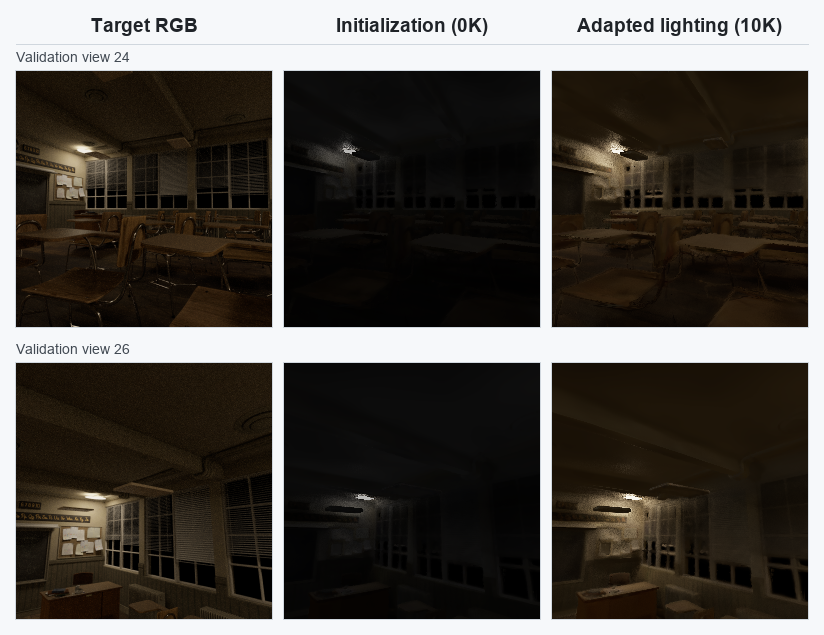 Target RGB
Initialization (0K)
Adapted lighting (10K)
Validation view 24
Validation view 26